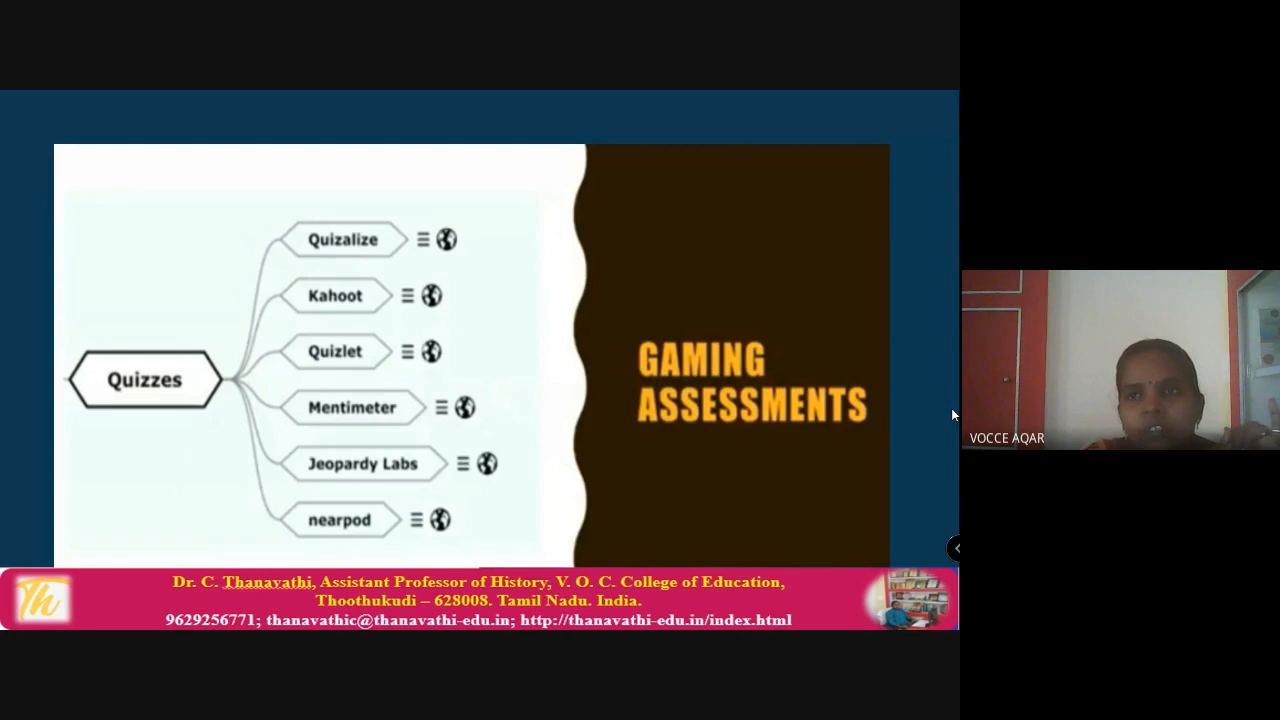 Quizzes
Quizalize
Kahoot
Quizlet
Mentimeter
Jeopardy Labs
nearpod
GAMING
ASSESSMENTS
Th
Dr. C. Thanavathi, Assistant Professor of History, V. O. C. College of Education,
Thoothukudi – 628008. Tamil Nadu. India.
9629256771; thanavathic@thanavathi-edu.in; http://thanavathi-edu.in/index.html
VOCCE AQAR